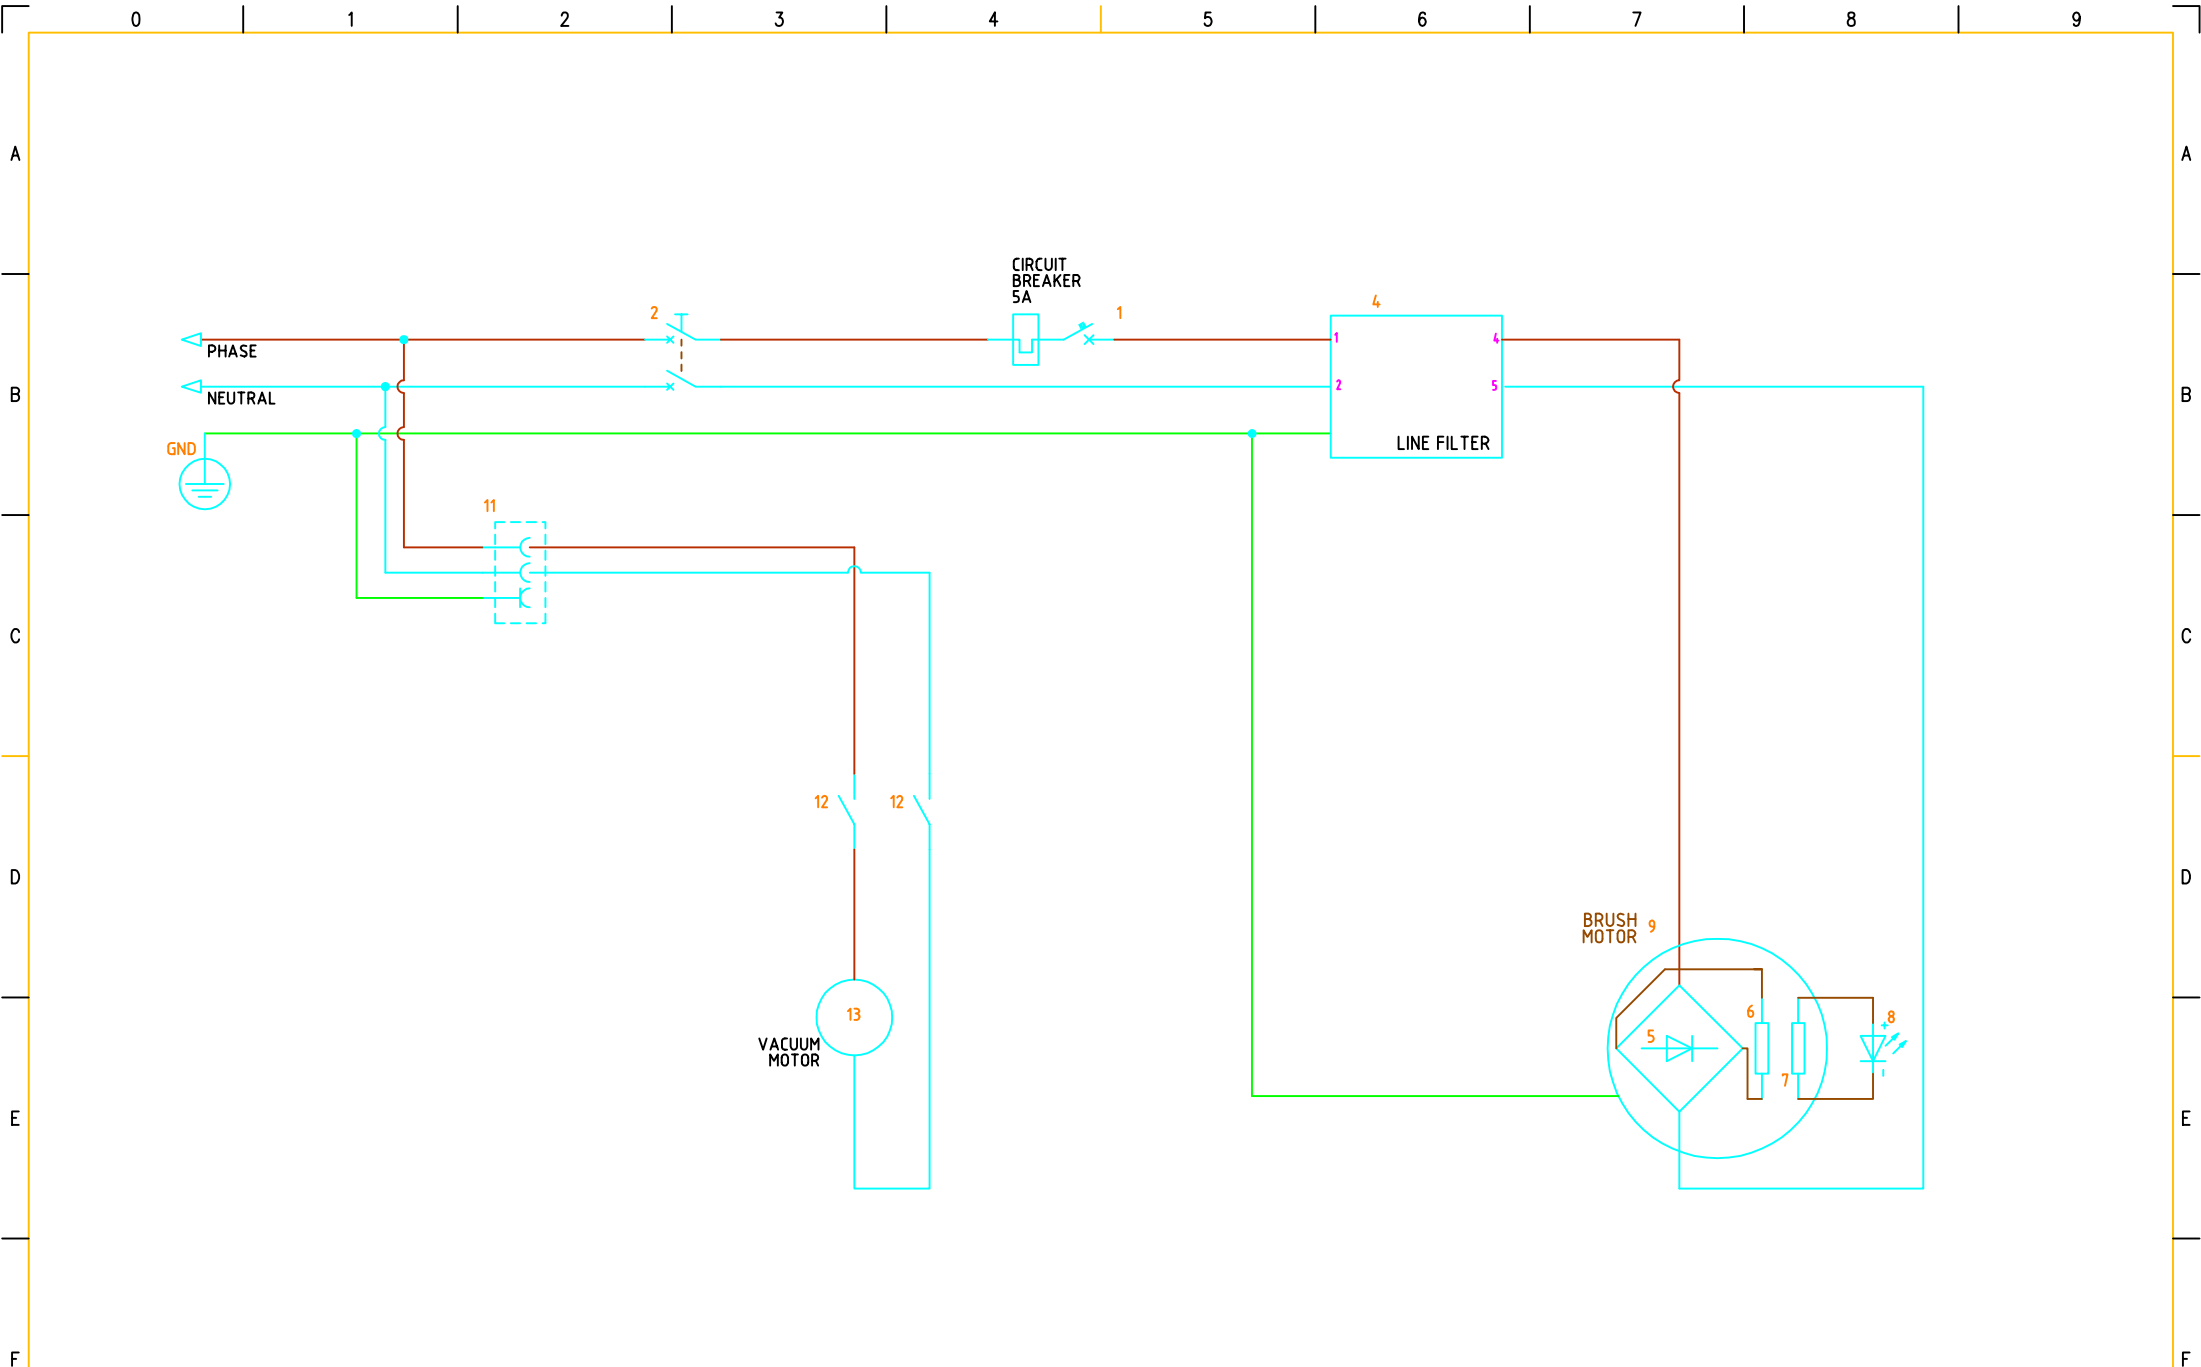 0 1 2 3 4 5 6 7 8 9
A A
CIRCUIT
BREAKER
5A
2 1 4
PHASE 1 4
B NEUTRAL 2 5 B
GND LINE FILTER
11
C C
12 12
D D
BRUSH 9
MOTOR
13 6 8 +
5
VACUUM
MOTOR
7 -
E E
F F